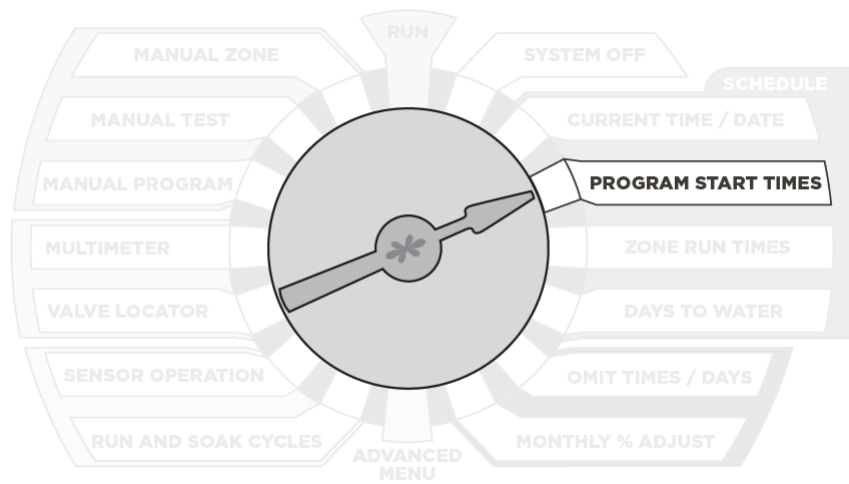 RUN
MANUAL ZONE
SYSTEM OFF
SCHEDULE
MANUAL TEST
CURRENT TIME / DATE
MANUAL PROGRAM
PROGRAM START TIMES
MULTIMETER
ZONE RUN TIMES
VALVE LOCATOR
DAYS TO WATER
SENSOR OPERATION
OMIT TIMES / DAYS
RUN AND SOAK CYCLES
MONTHLY % ADJUST
ADVANCED
MENU